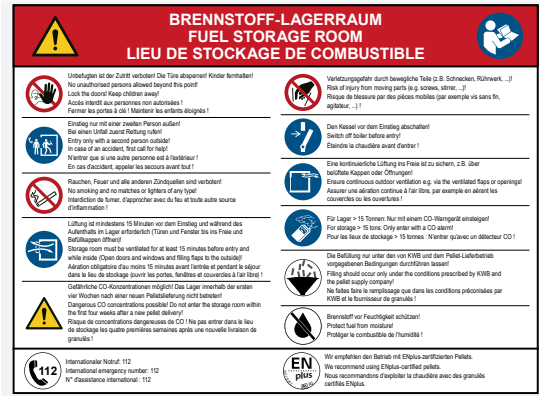 BRENNSTOFF-LAGERRAUM
FUEL STORAGE ROOM
LIEU DE STOCKAGE DE COMBUSTIBLE
Unbefugten ist der Zutritt verboten! Die Türe absperren! Kinder fernhalten!
No unauthorised persons allowed beyond this point!
Lock the doors! Keep children away!
Accès interdit aux personnes non autorisées !
Fermer les portes à clé ! Maintenir les enfants éloignés !
Einstieg nur mit einer zweiten Person außen!
Bei einem Unfall zuerst Rettung rufen!
Entry only with a second person outside!
In case of an accident, first call for help!
N'entrer que si une autre personne est à l'extérieur !
En cas d'accident, appeler les secours avant tout !
Rauchen, Feuer und alle anderen Zündquellen sind verboten!
No smoking and no matches or lighters of any type!
Interdiction de fumer, d'approcher avec du feu et toute autre source
d'inflammation !
Lüftung ist mindestens 15 Minuten vor dem Einstieg und während des
Aufenthalts im Lager erforderlich (Türen und Fenster bis ins Freie und
Befüllkappen öffnen)!
Storage room must be ventilated for at least 15 minutes before entry and
while inside (Open doors and windows and filling flaps to the outside)!
Aération obligatoire d'au moins 15 minutes avant l'entrée et pendant le séjour
dans le lieu de stockage (ouvrir les portes, fenêtres et couvercles à l'air libre) !
Gefährliche CO-Konzentrationen möglich! Das Lager innerhalb der ersten
vier Wochen nach einer neuen Pelletslieferung nicht betreten!
Dangerous CO concentrations possible! Do not enter the storage room within
the first four weeks after a new pellet delivery!
Risque de concentrations dangereuses de CO ! Ne pas entrer dans le lieu
de stockage les quatre premières semaines après une nouvelle livraison de
granulés !
112
Internationaler Notruf: 112
International emergency number: 112
N° d'assistance international : 112
Verletzungsgefahr durch bewegliche Teile (z.B. Schnecken, Rührwerk, ...)!
Risk of injury from moving parts (e.g. screws, stirrer, ...)!
Risque de blessure par des pièces mobiles (par exemple vis sans fin,
agitateur, ...) !
Den Kessel vor dem Einstieg abschalten!
Switch off boiler before entry!
Éteindre la chaudière avant d'entrer !
Eine kontinuierliche Lüftung ins Freie ist zu sichern, z.B. über
belüftete Kappen oder Öffnungen!
Ensure continuous outdoor ventilation e.g. via the ventilated flaps or openings!
Assurer une aération continue à l'air libre, par exemple en aérant les
couvercles ou les ouvertures !
Für Lager > 15 Tonnen: Nur mit einem CO-Warngerät einsteigen!
For storage > 15 tons: Only enter with a CO alarm!
Pour les lieux de stockage > 15 tonnes : N'entrer qu'avec un détecteur CO !
Die Befüllung nur unter den von KWB und dem Pellet-Lieferbetrieb
vorgegebenen Bedingungen durchführen lassen!
Filling should occur only under the conditions prescribed by KWB and
the pellet supply company!
Ne faites faire le remplissage que dans les conditions préconisées par
KWB et le fournisseur de granulés !
Brennstoff vor Feuchtigkeit schützen!
Protect fuel from moisture!
Protéger le combustible de l'humidité !
EN
plus
Wir empfehlen den Betrieb mit ENplus-zertifizierten Pellets.
We recommend using ENplus-certified pellets.
Nous recommandons d'exploiter la chaudière avec des granulés
certifiés ENplus.